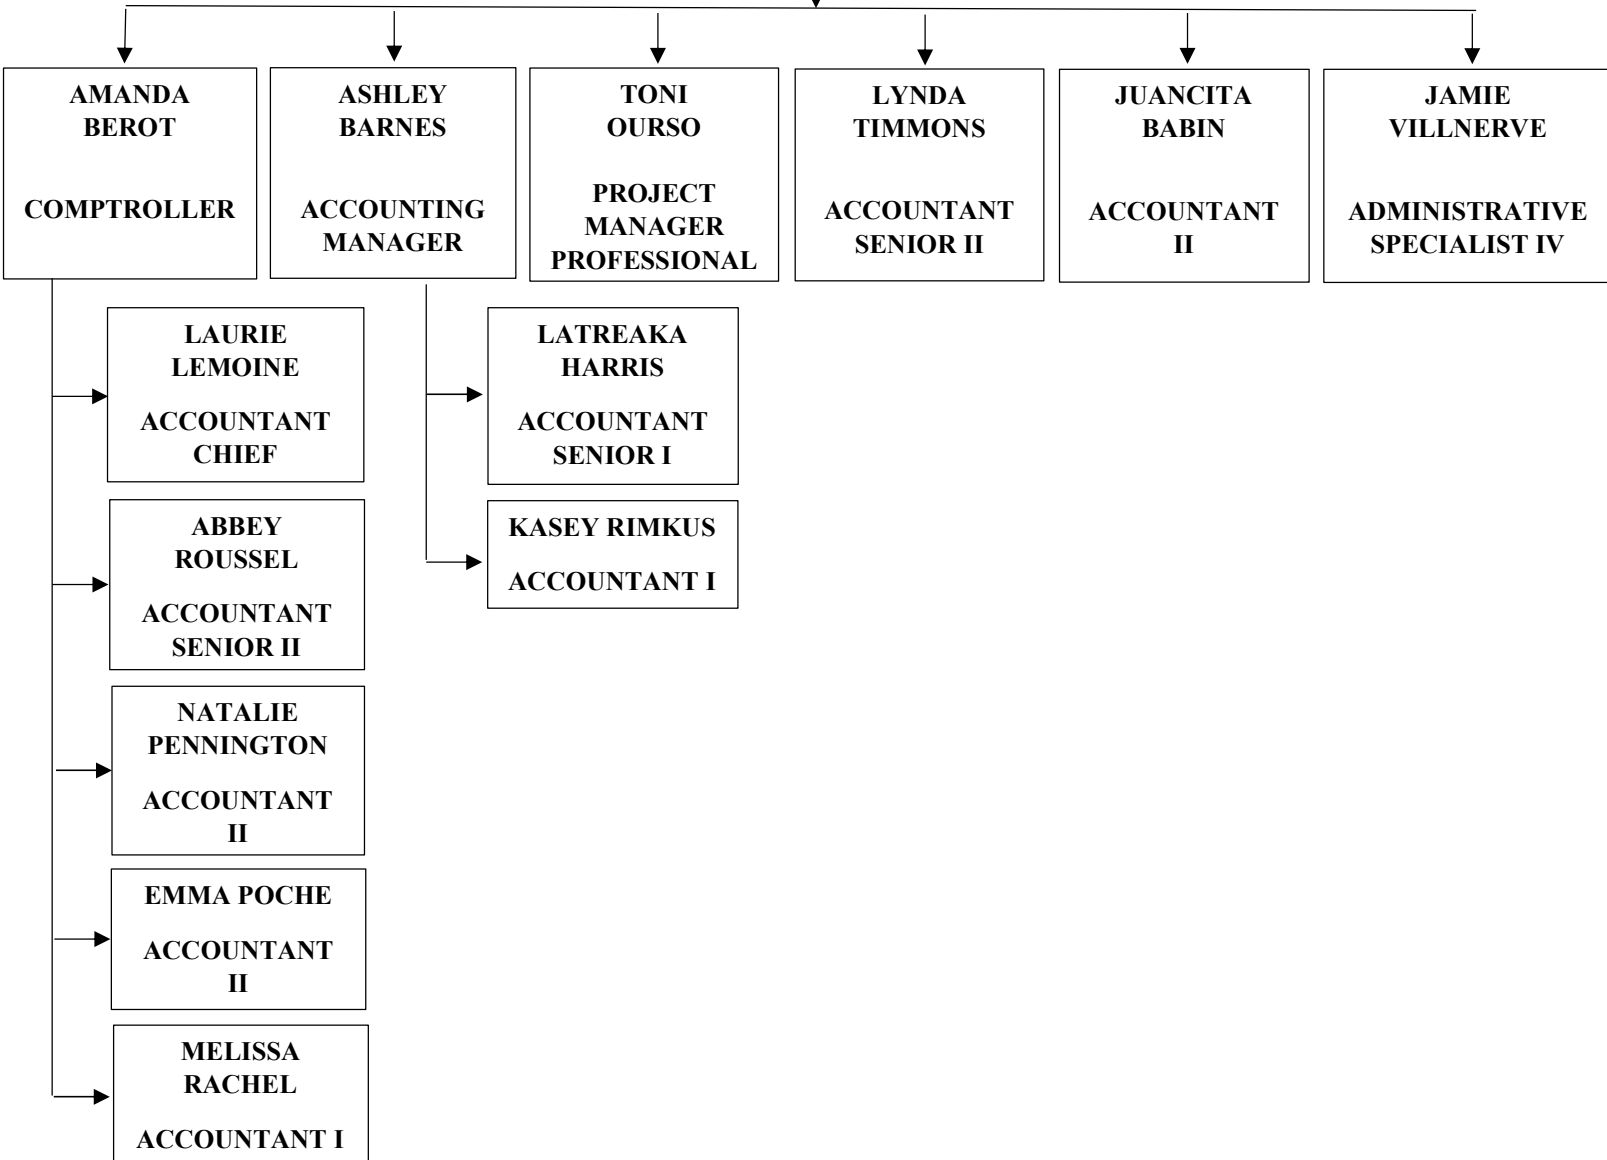 AMANDA
BEROT
COMPTROLLER
ASHLEY
BARNES
ACCOUNTING
MANAGER
TONI
OURSO
PROJECT
MANAGER
PROFESSIONAL
LYNDA
TIMMONS
ACCOUNTANT
SENIOR II
JUANCITA
BABIN
ACCOUNTANT
II
JAMIE
VILLNERVE
ADMINISTRATIVE
SPECIALIST IV
LAURIE
LEMOINE
ACCOUNTANT
CHIEF
ABBEY
ROUSSEL
ACCOUNTANT
SENIOR II
NATALIE
PENNINGTON
ACCOUNTANT
II
EMMA POCHE
ACCOUNTANT
II
MELISSA
RACHEL
ACCOUNTANT I
LATREAKA
HARRIS
ACCOUNTANT
SENIOR I
KASEY RIMKUS
ACCOUNTANT I